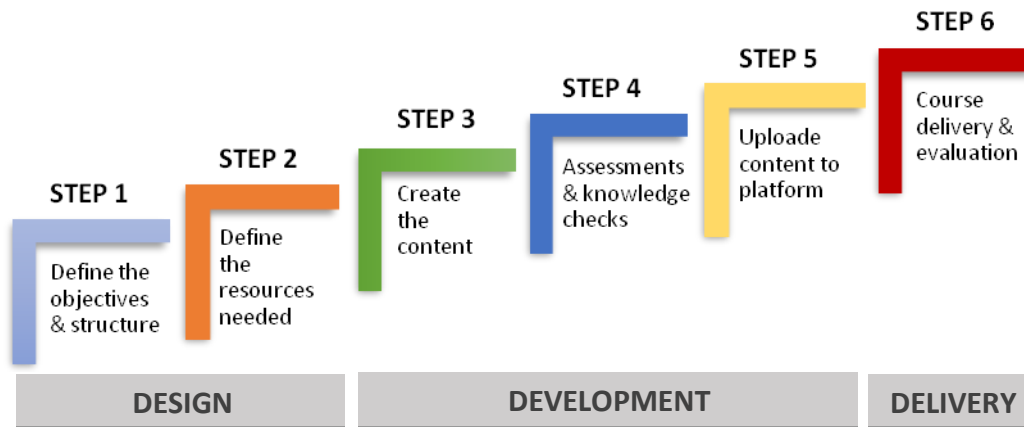 STEP 1
Define the
objectives
& structure
STEP 2
Define
the
resources
needed
STEP 3
Create
the
content
STEP 4
Assessments
& knowledge
checks
STEP 5
Uploade
content to
platform
STEP 6
Course
delivery &
evaluation
DESIGN
DEVELOPMENT
DELIVERY